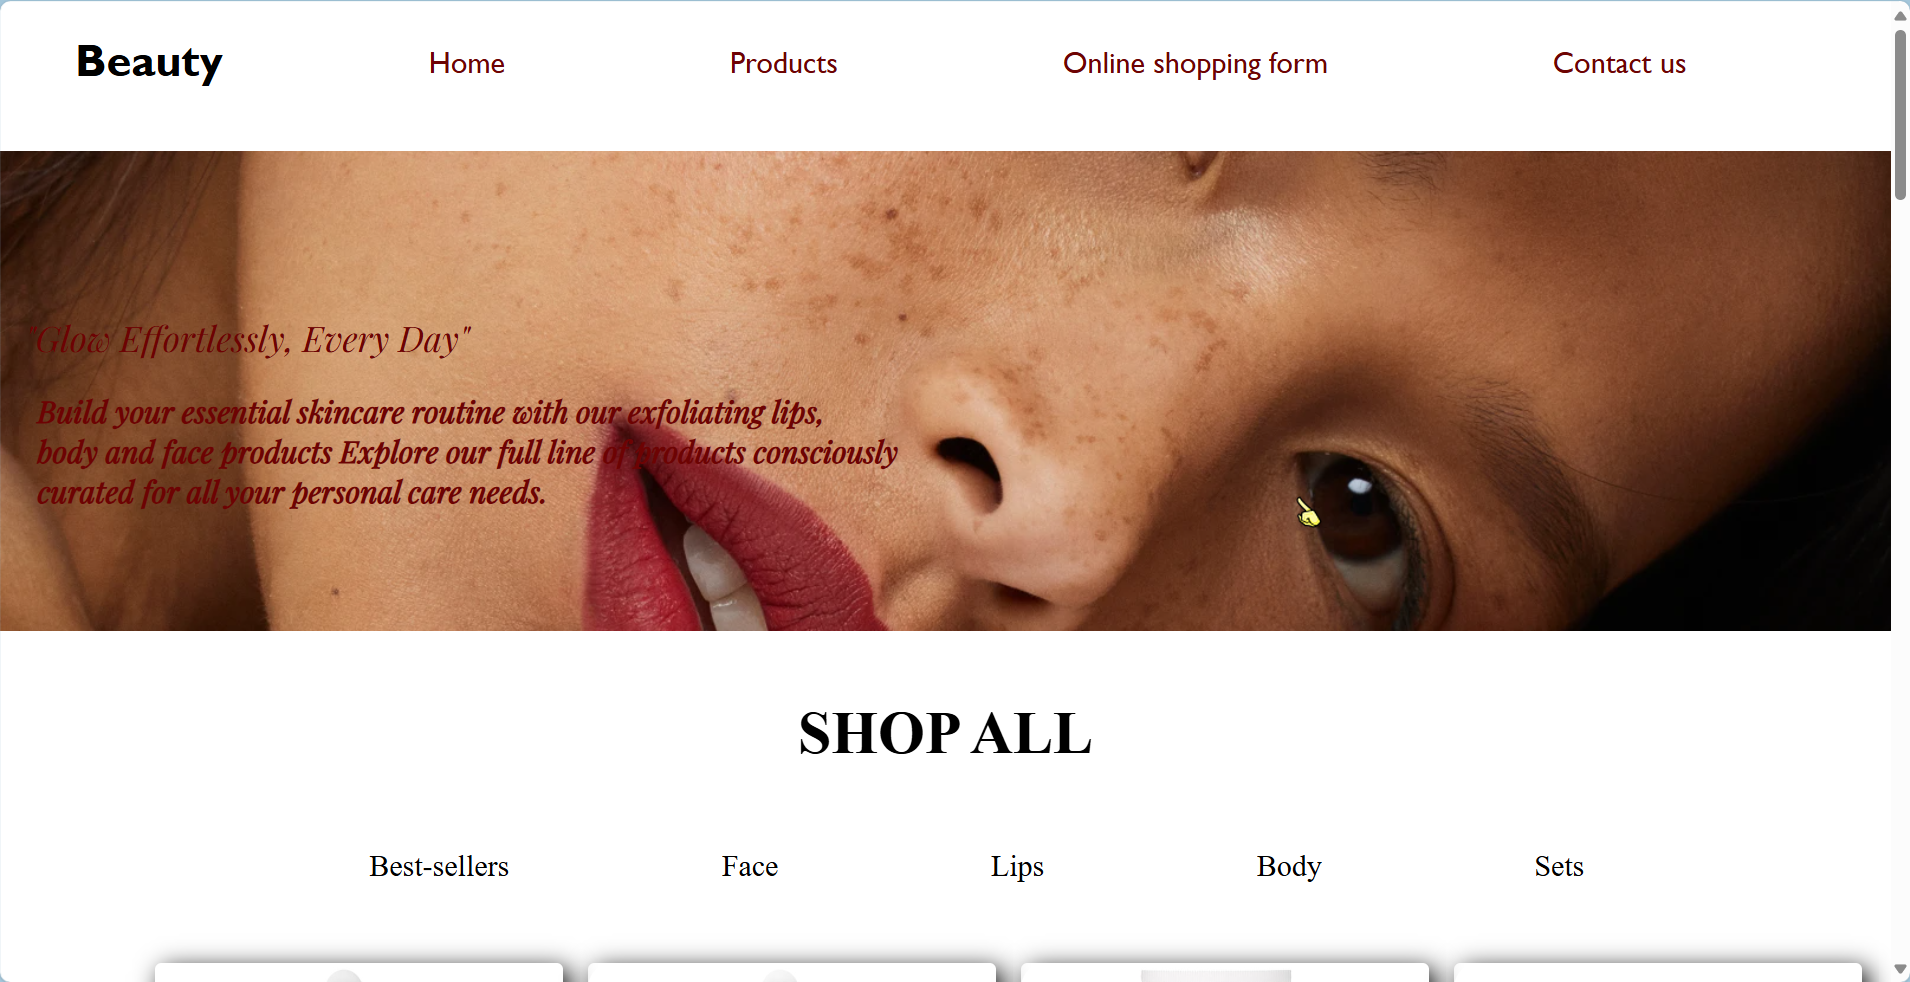 Beauty
Home
Products
Online shopping form
Contact us
"Glow Effortlessly, Every Day"
Build your essential skincare routine with our exfoliating lips,
body and face products Explore our full line of products consciously
curated for all your personal care needs.
SHOP ALL
Best-sellers
Face
Lips
Body
Sets